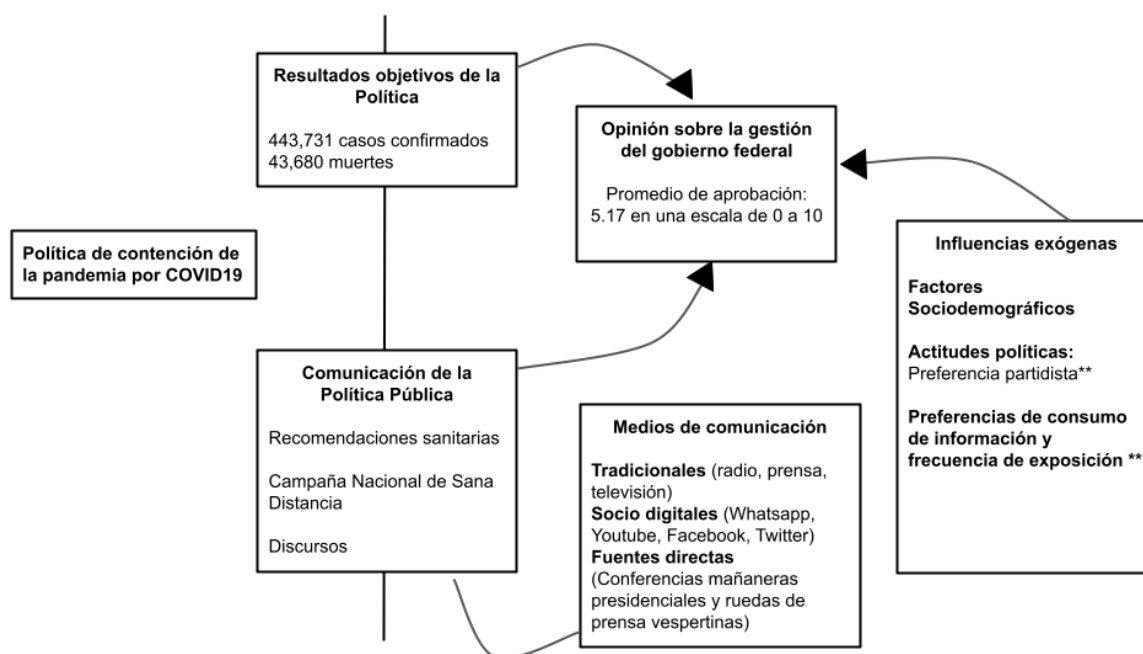 Resultados objetivos de la
Política
443,731 casos confirmados
43,680 muertes
Opinión sobre la gestión
del gobierno federal
Promedio de aprobación:
5.17 en una escala de 0 a 10
Política de contención de
la pandemia por COVID19
Influencias exógenas
Factores
Sociodemográficos
Actitudes políticas:
Preferencia partidista**
Preferencias de consumo
de información y
frecuencia de exposición **
Comunicación de la
Política Pública
Recomendaciones sanitarias
Campaña Nacional de Sana
Distancia
Discursos
Medios de comunicación
Tradicionales (radio, prensa,
televisión)
Socio digitales (Whatsapp,
Youtube, Facebook, Twitter)
Fuentes directas
(Conferencias mañaneras
presidenciales y ruedas de
prensa vespertinas)